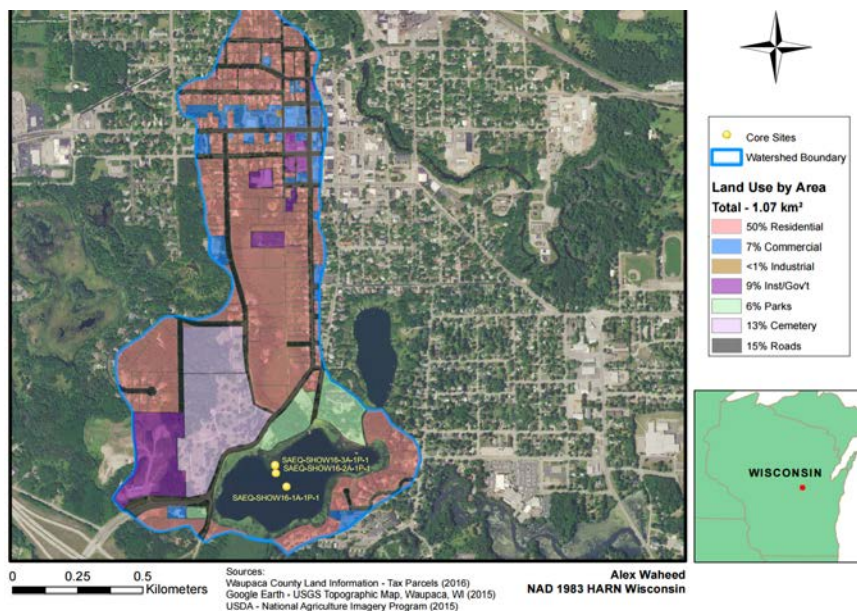 Core Sites
Watershed Boundary
Land Use by Area
Total - 1.07 km²
50% Residential
7% Commercial
<1% Industrial
9% Inst/Gov't
6% Parks
13% Cemetery
15% Roads
SAEQ-SHOW16-3A-1P-1
SAEQ-SHOW16-2A-1P-1
SAEQ-SHOW16-1A-1P-1
WISCONSIN
0 0.25 0.5
Kilometers
Sources:
Waupaca County Land Information - Tax Parcels (2016)
Google Earth - USGS Topographic Map, Waupaca, WI (2015)
USDA - National Agriculture Imagery Program (2015)
Alex Waheed
NAD 1983 HARN Wisconsin